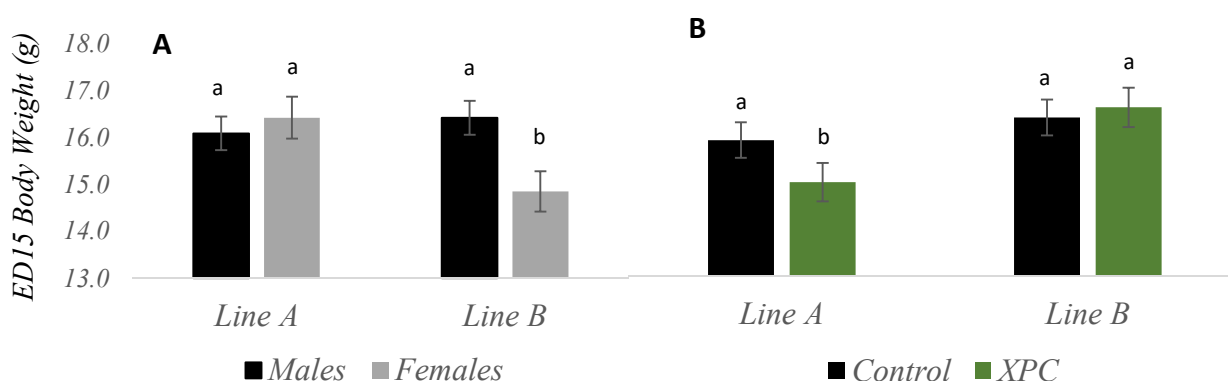 ED15 Body Weight (g)
18.0
17.0
16.0
15.0
14.0
13.0
A
a
a
a
b
Line A
Line B
Males
Females
B
a
b
a
a
Line A
Line B
Control
XPC